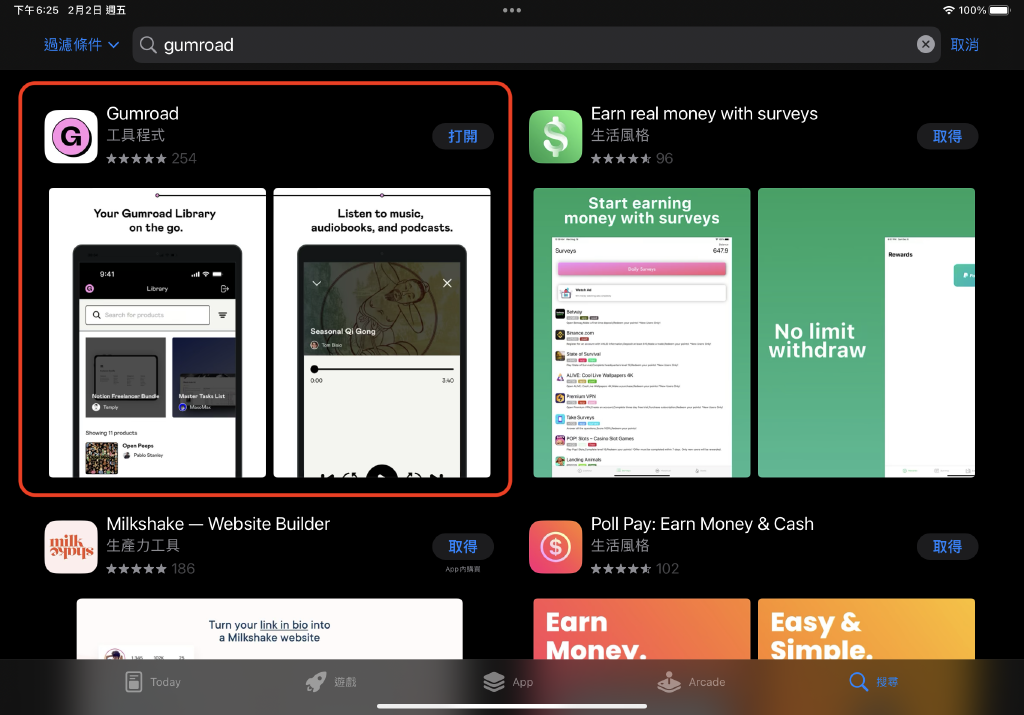 下午6:25 2月2日 週五
100%
過濾條件
gumroad
取消
Gumroad
工具程式
254
打開
Your Gumroad Library
on the go.
9:41
Library
Search for products
Notion Freelancer Bundle
Temply
Master Tasks List
Showing 11 products
Open Peeps
Pablo Stanley
Listen to music,
audiobooks, and podcasts.
Seasonal Qi Gong
0:00
3:40
Earn real money with surveys
生活風格
96
取得
Start earning
money with surveys
Surveys
647,9
Daily Surveys
Betway
Binance.com
State of Survival
ALIVE: Cool Live Wallpapers 4K
Premium VPN
Take Surveys
POP! Slots – Casino Slot Games
Landing Animals
No limit
withdraw
Rewards
Milkshake — Website Builder
生產力工具
186
取得
App內購買
milk
shake
Turn your link in bio into
a Milkshake website
Poll Pay: Earn Money & Cash
生活風格
102
取得
Earn
Money.
Easy &
Simple.
Today
遊戲
App
Arcade
搜尋